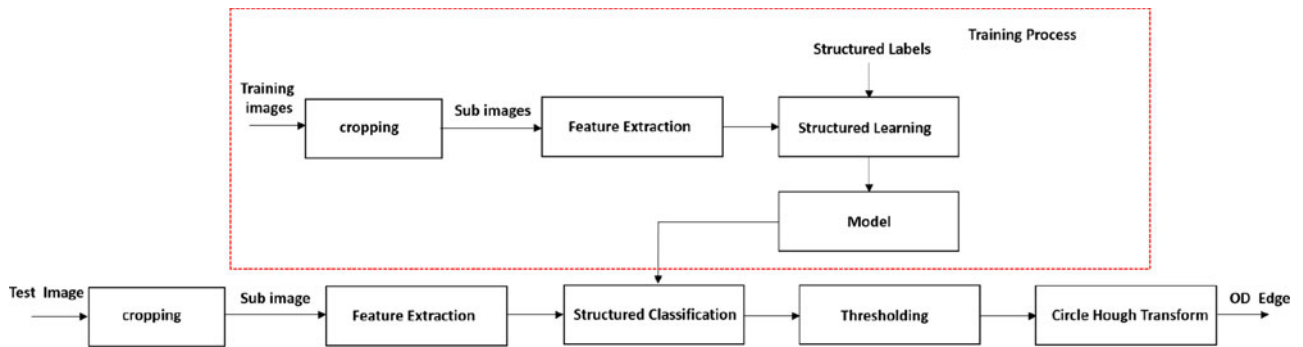 Training Process
Structured Labels
Training
images
cropping
Sub images
Feature Extraction
Structured Learning
Model
Test Image
cropping
Sub image
Feature Extraction
Structured Classification
Thresholding
Circle Hough Transform
OD Edge